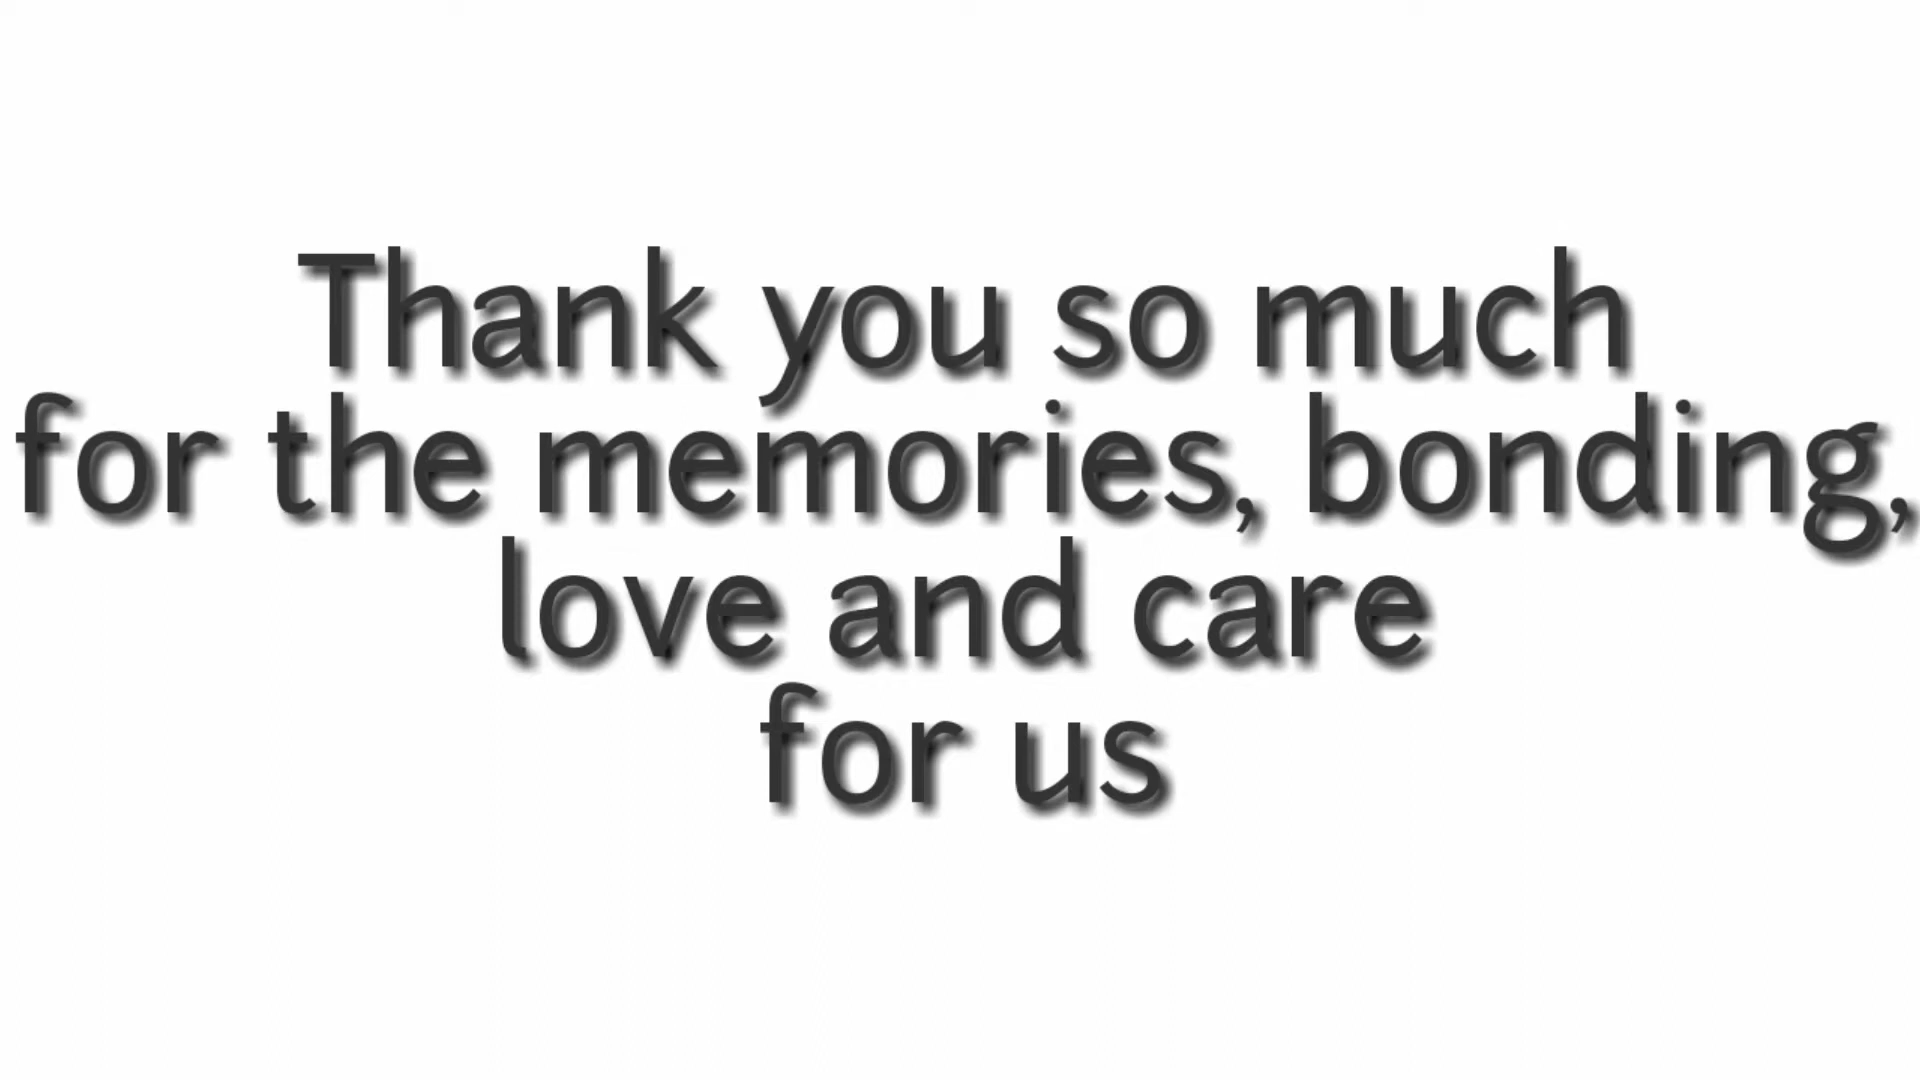 Thank you so much
for the memories, bonding,
love and care
for us